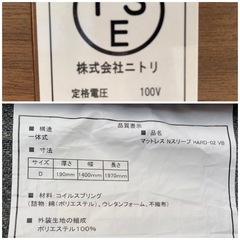 PS
E
株式会社ニトリ
定格電圧 100V
品質表示
■ 構造
一体式
マットレス Nスリープ HARD-02 VB
■ 寸法
サイズ 厚さ 幅 長さ
D 190mm 1400mm 1970mm
■ 材料:コイルスプリング
(詰物:綿(ポリエステル)、ウレタンフォーム、不織布)
■ 外装生地の組成
ポリエステル100%